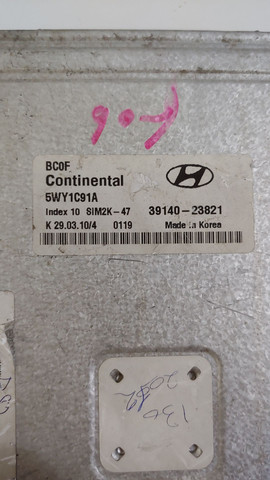 BC0F
Continental
5WY1C91A
Index 10 SIM2K-47 39140-23821
K 29.03.10/4 0119 Made in Korea